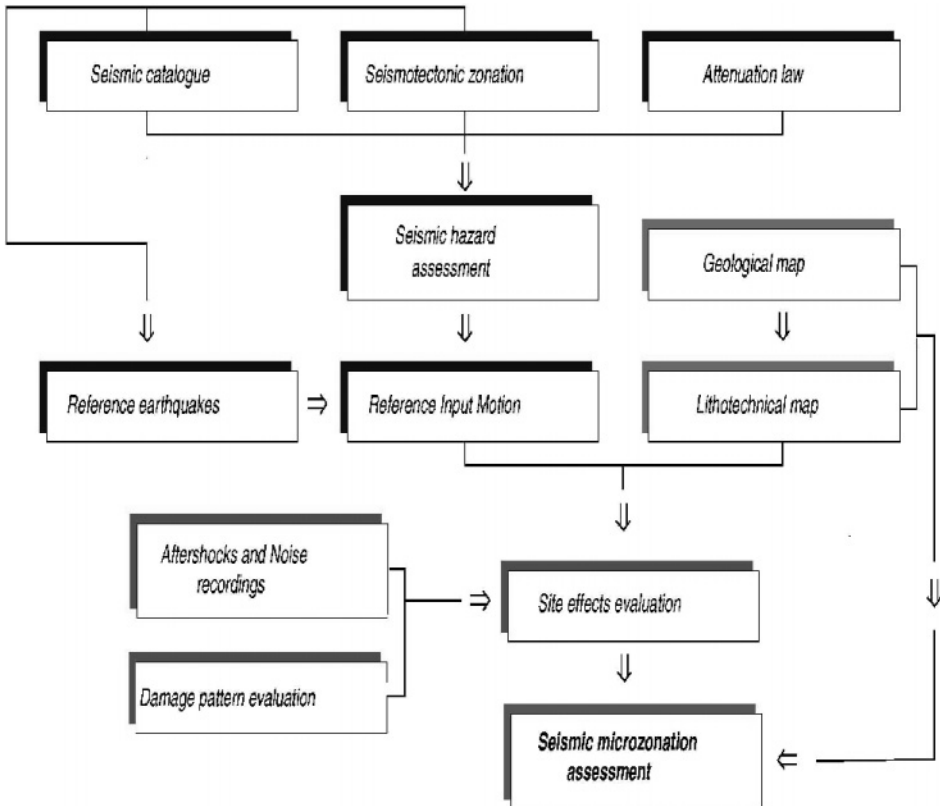 Seismic catalogue
Seismotectonic zonation
Attenuation law
Seismic hazard
assessment
Geological map
Reference earthquakes
Reference Input Motion
Lithotechnical map
Aftershocks and Noise
recordings
Site effects evaluation
Damage pattern evaluation
Seismic microzonation
assessment